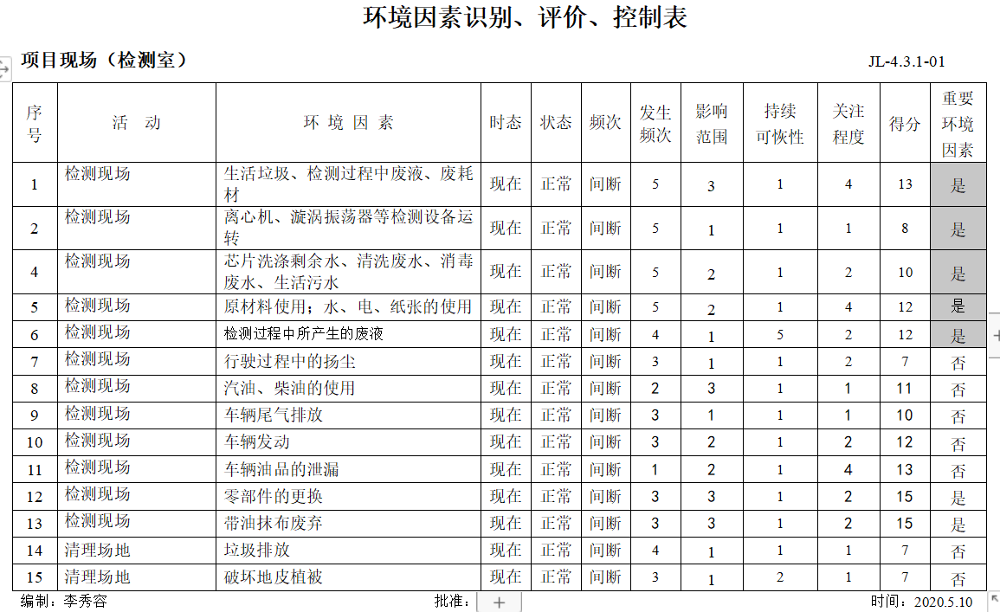 环境因素识别、评价、控制表
项目现场（检测室） JL-4.3.1-01
序号 活 动 环 境 因 素 时态 状态 频次 发生频次 影响范围 持续可恢性 关注程度 得分 重要环境因素
1 检测现场 生活垃圾、检测过程中废液、废耗材 现在 正常 间断 5 3 1 4 13 是
2 检测现场 离心机、漩涡振荡器等检测设备运转 现在 正常 间断 5 1 1 1 8 是
4 检测现场 芯片洗涤剩余水、清洗废水、消毒废水、生活污水 现在 正常 间断 5 2 1 2 10 是
5 检测现场 原材料使用；水、电、纸张的使用 现在 正常 间断 5 2 1 4 12 是
6 检测现场 检测过程中所产生的废液 现在 正常 间断 4 1 5 2 12 是
7 检测现场 行驶过程中的扬尘 现在 正常 间断 3 1 1 2 7 否
8 检测现场 汽油、柴油的使用 现在 正常 间断 2 3 1 1 11 否
9 检测现场 车辆尾气排放 现在 正常 间断 3 1 1 1 10 否
10 检测现场 车辆发动 现在 正常 间断 3 2 1 2 12 否
11 检测现场 车辆油品的泄漏 现在 正常 间断 1 2 1 4 13 否
12 检测现场 零部件的更换 现在 正常 间断 3 3 1 2 15 是
13 检测现场 带油抹布废弃 现在 正常 间断 3 3 1 2 15 是
14 清理场地 垃圾排放 现在 正常 间断 4 1 1 1 7 否
15 清理场地 破坏地皮植被 现在 正常 间断 3 1 2 1 7 否
编制：李秀容 批准： 时间：2020.5.10